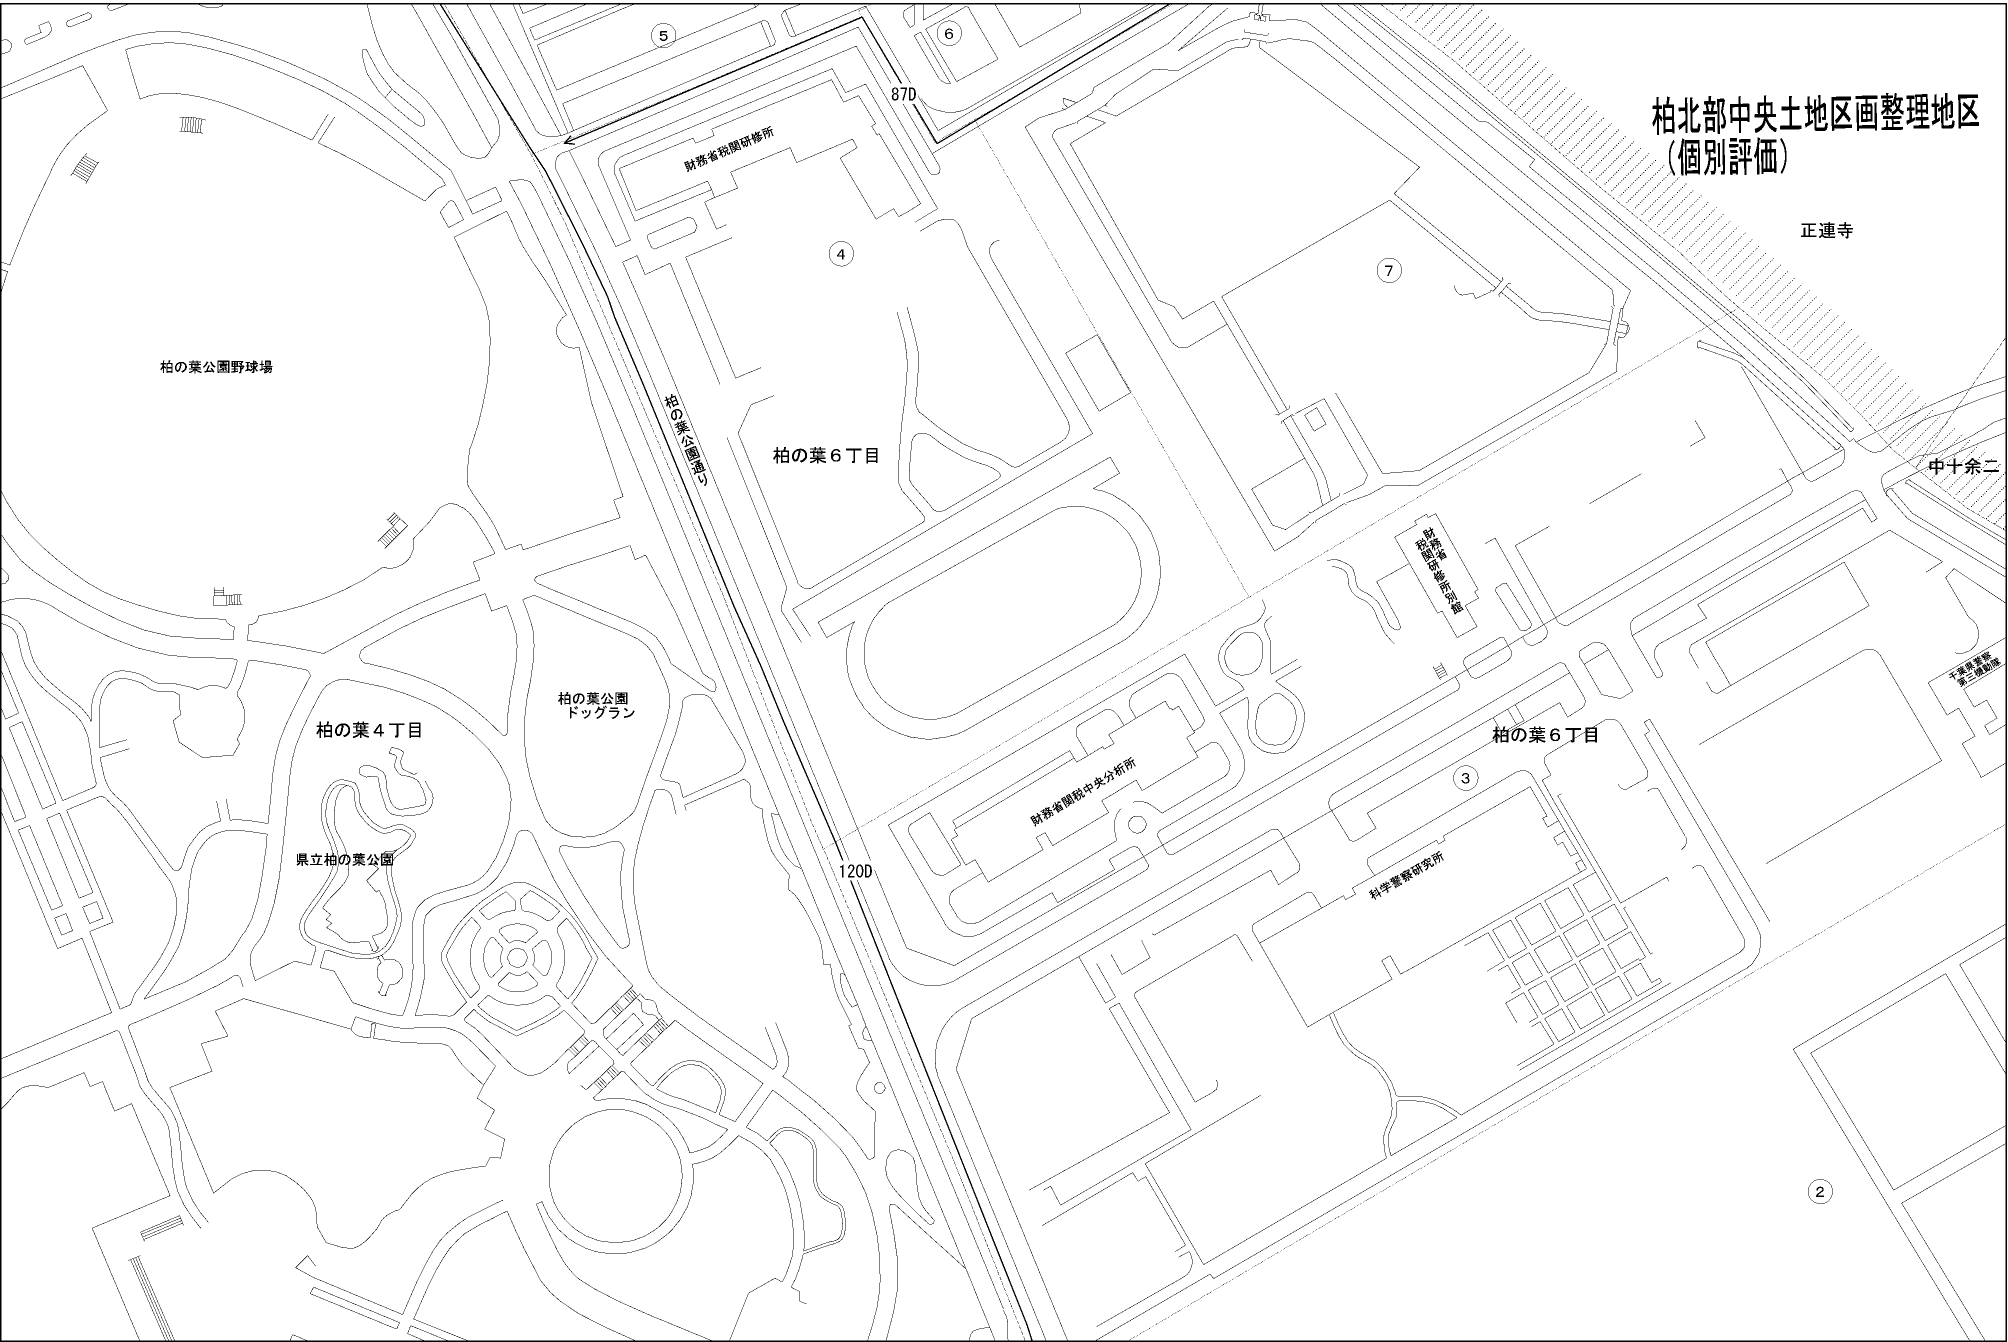 ⑤
⑥
87D
柏北部中央土地区画整理地区
（個別評価）
財務省税関研修所
正連寺
④
⑦
柏の葉公園野球場
柏の葉公園通り
柏の葉６丁目
中十余二
財務省
税関研修所別館
千葉県警察
第三機動隊
柏の葉公園
ドッグラン
柏の葉４丁目
柏の葉６丁目
③
財務省関税中央分析所
県立柏の葉公園
120D
科学警察研究所
②